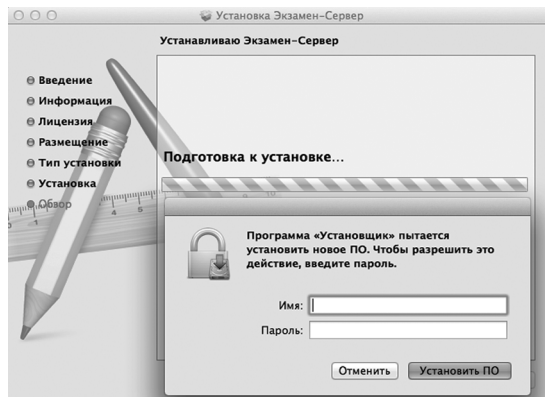 Установка Экзамен-Сервер
Устанавливаю Экзамен-Сервер
Введение
Информация
Лицензия
Размещение
Тип установки
Установка
Обзор
Подготовка к установке...
Программа «Установщик» пытается
установить новое ПО. Чтобы разрешить это
действие, введите пароль.
Имя:
Пароль:
Отменить
Установить ПО